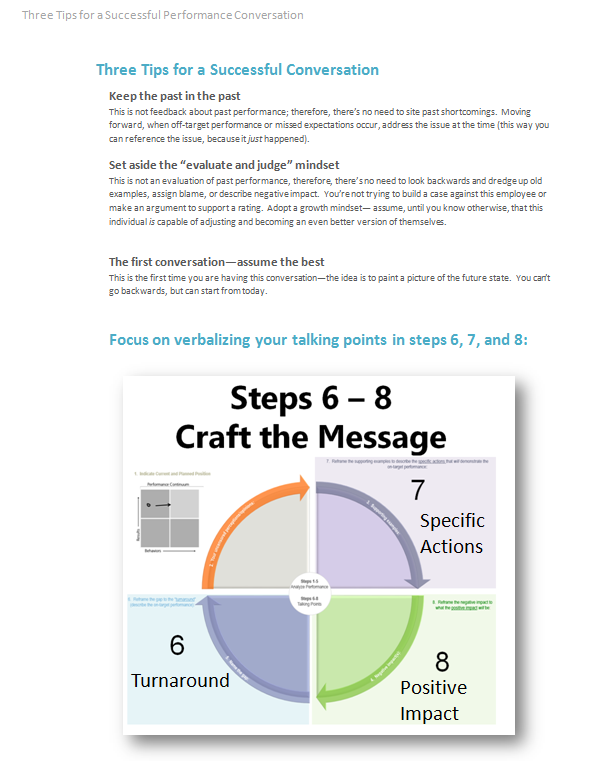 Three Tips for a Successful Performance Conversation
Three Tips for a Successful Conversation
Keep the past in the past
This is not feedback about past performance; therefore, there's no need to site past shortcomings. Moving
forward, when off-target performance or missed expectations occur, address the issue at the time (this way you
can reference the issue, because it just happened).
Set aside the "evaluate and judge" mindset
This is not an evaluation of past performance, therefore, there's no need to look backwards and dredge up old
examples, assign blame, or describe negative impact. You're not trying to build a case against this employee or
make an argument to support a rating. Adopt a growth mindset— assume, until you know otherwise, that this
individual is capable of adjusting and becoming an even better version of themselves.
The first conversation—assume the best
This is the first time you are having this conversation—the idea is to paint a picture of the future state. You can't
go backwards, but can start from today.
Focus on verbalizing your talking points in steps 6, 7, and 8:
Steps 6 – 8
Craft the Message
1. Indicate Current and Planned Position
Performance Continuum
Results
Behaviors
7. Reframe the supporting examples to describe the specific actions that will demonstrate the
on-target performance:
7
Specific
Actions
Steps 1-5
Analyze Performance
Steps 6-8
Talking Points
6. Reframe the gap to the "turnaround"
(describe the on-target performance):
6
Turnaround
8. Reframe the negative impact to
what the positive impact will be:
8
Positive
Impact